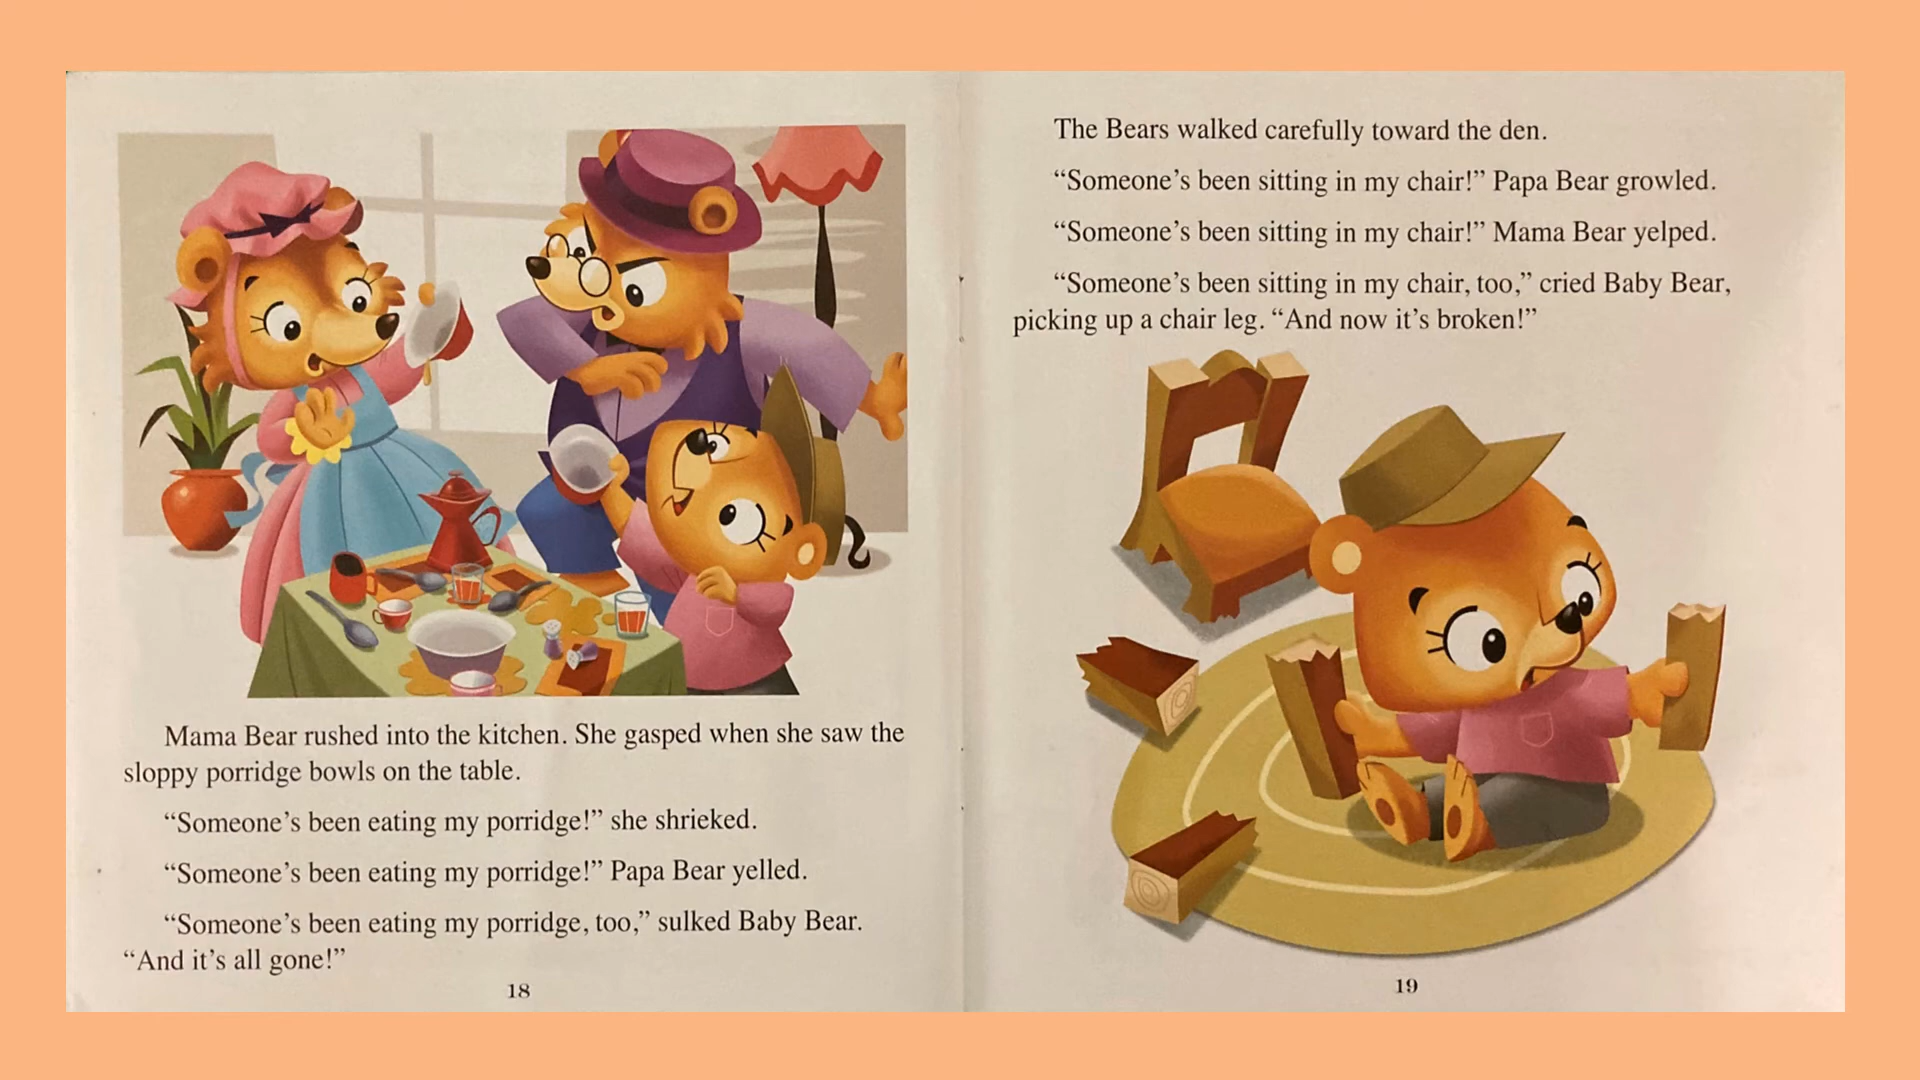 Mama Bear rushed into the kitchen. She gasped when she saw the
sloppy porridge bowls on the table.
“Someone’s been eating my porridge!” she shrieked.
“Someone’s been eating my porridge!” Papa Bear yelled.
“Someone’s been eating my porridge, too,” sulked Baby Bear.
“And it’s all gone!”
18
The Bears walked carefully toward the den.
“Someone’s been sitting in my chair!” Papa Bear growled.
“Someone’s been sitting in my chair!” Mama Bear yelped.
“Someone’s been sitting in my chair, too,” cried Baby Bear,
picking up a chair leg. “And now it’s broken!”
19